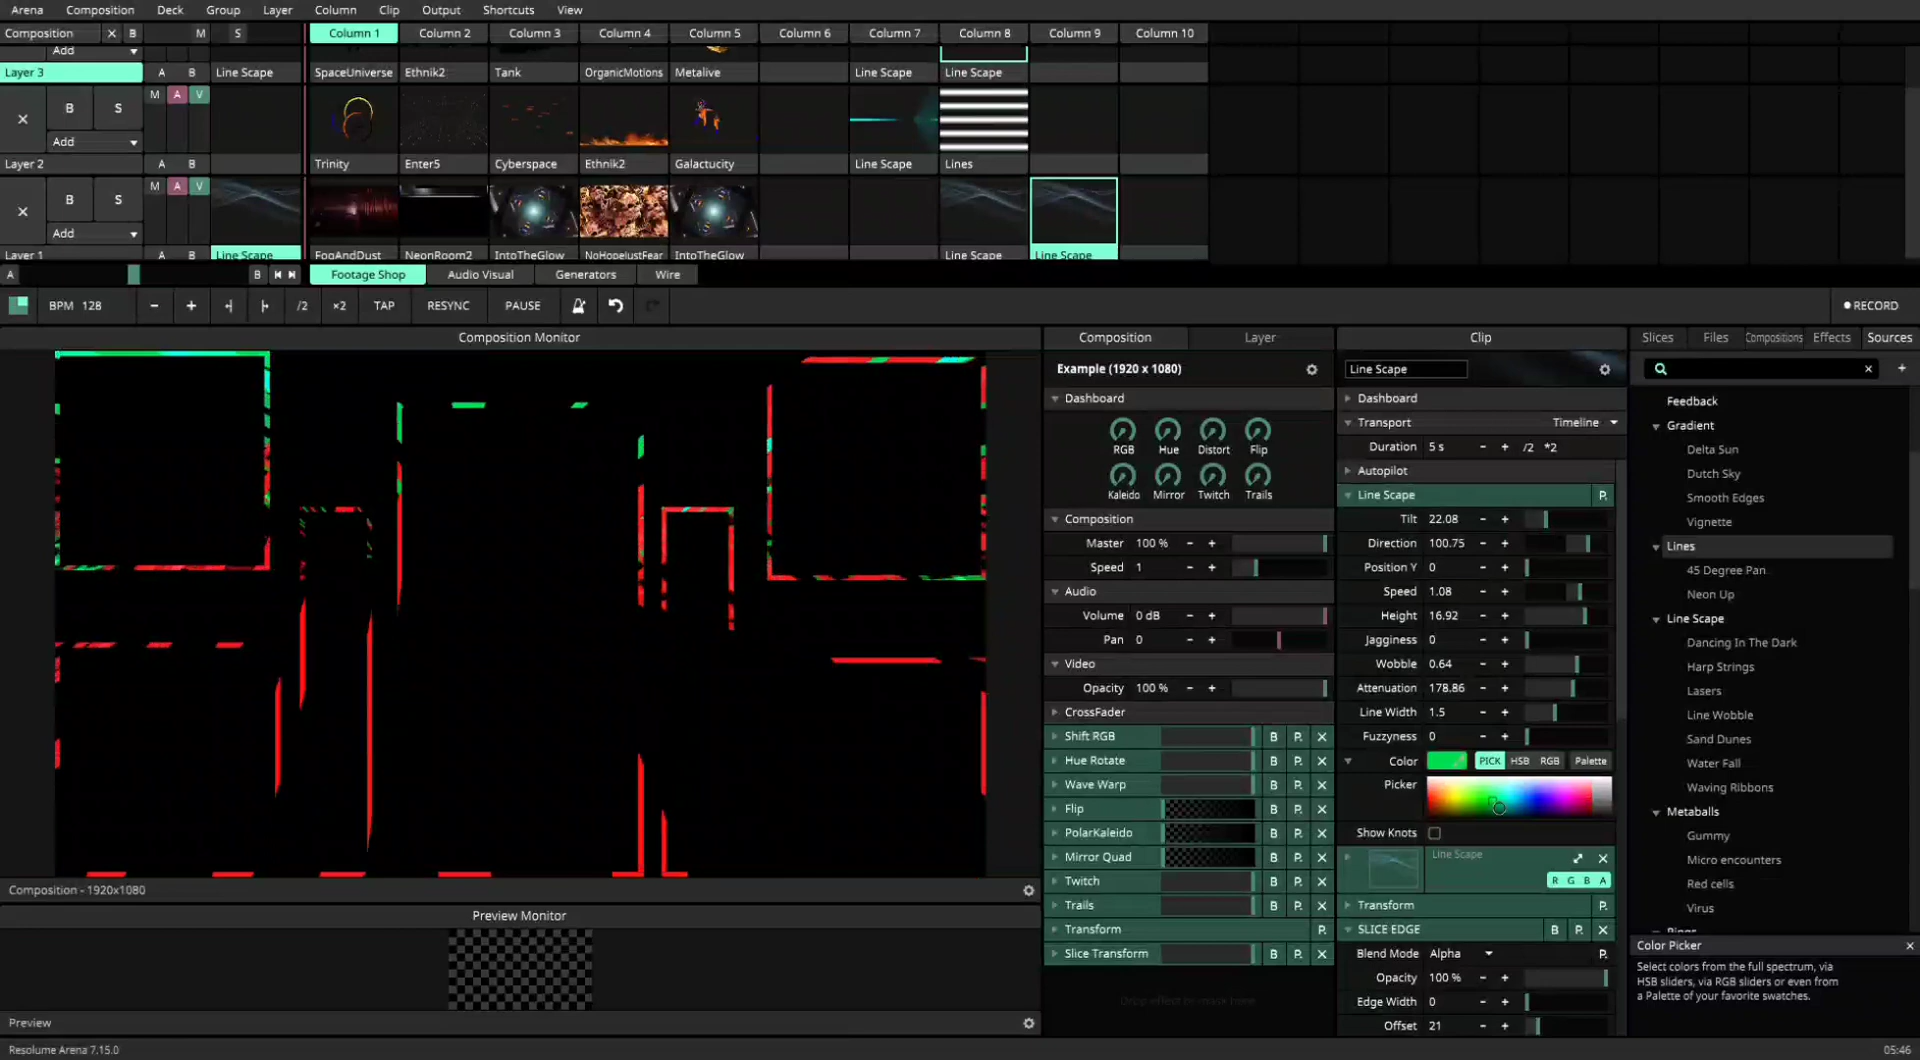 Arena Composition Deck Group Layer Column Clip Output Shortcuts View
Composition × B M S Column 1 Column 2 Column 3 Column 4 Column 5 Column 6 Column 7 Column 8 Column 9 Column 10
Add
Layer 3 A B Line Scape SpaceUniverse Ethnik2 Tank OrganicMotions Metalive Line Scape Line Scape
M A V
× B S
Add
Layer 2 A B Trinity Enter5 Cyberspace Ethnik2 Galactucity Line Scape Lines
M A V
× B S
Add
Layer 1 A B Line Scape FogAndDust NeonRoom2 IntoTheGlow NoHopeJustFear IntoTheGlow Line Scape Line Scape
A B Footage Shop Audio Visual Generators Wire
BPM 128 - + /2 ×2 TAP RESYNC PAUSE RECORD
Composition Monitor
Composition - 1920x1080
Preview Monitor
Preview
Composition Layer
Example (1920 x 1080)
Dashboard
RGB Hue Distort Flip
Kaleido Mirror Twitch Trails
Composition
Master 100 % - +
Speed 1 - +
Audio
Volume 0 dB - +
Pan 0 - +
Video
Opacity 100 % - +
CrossFader
Shift RGB B P. X
Hue Rotate B P. X
Wave Warp B P. X
Flip B P. X
PolarKaleido B P. X
Mirror Quad B P. X
Twitch B P. X
Trails B P. X
Transform P.
Slice Transform B P. X
Drop effect or mask here
Clip
Line Scape
Dashboard
Transport Timeline
Duration 5 s - + /2 *2
Autopilot
Line Scape P.
Tilt 22.08 - +
Direction 100.75 - +
Position Y 0 - +
Speed 1.08 - +
Height 16.92 - +
Jagginess 0 - +
Wobble 0.64 - +
Attenuation 178.86 - +
Line Width 1.5 - +
Fuzzyness 0 - +
Color PICK HSB RGB Palette
Picker
Show Knots
Line Scape
R G B A
Transform P.
SLICE EDGE B P. X
Blend Mode Alpha P.
Opacity 100 % - +
Edge Width 0 - +
Offset 21 - +
Slices Files Compositions Effects Sources
× +
Feedback
Gradient
Delta Sun
Dutch Sky
Smooth Edges
Vignette
Lines
45 Degree Pan
Neon Up
Line Scape
Dancing In The Dark
Harp Strings
Lasers
Line Wobble
Sand Dunes
Water Fall
Waving Ribbons
Metaballs
Gummy
Micro encounters
Red cells
Virus
Rings
Color Picker ×
Select colors from the full spectrum, via
HSB sliders, via RGB sliders or even from
a Palette of your favorite swatches.
Resolume Arena 7.15.0 05:46